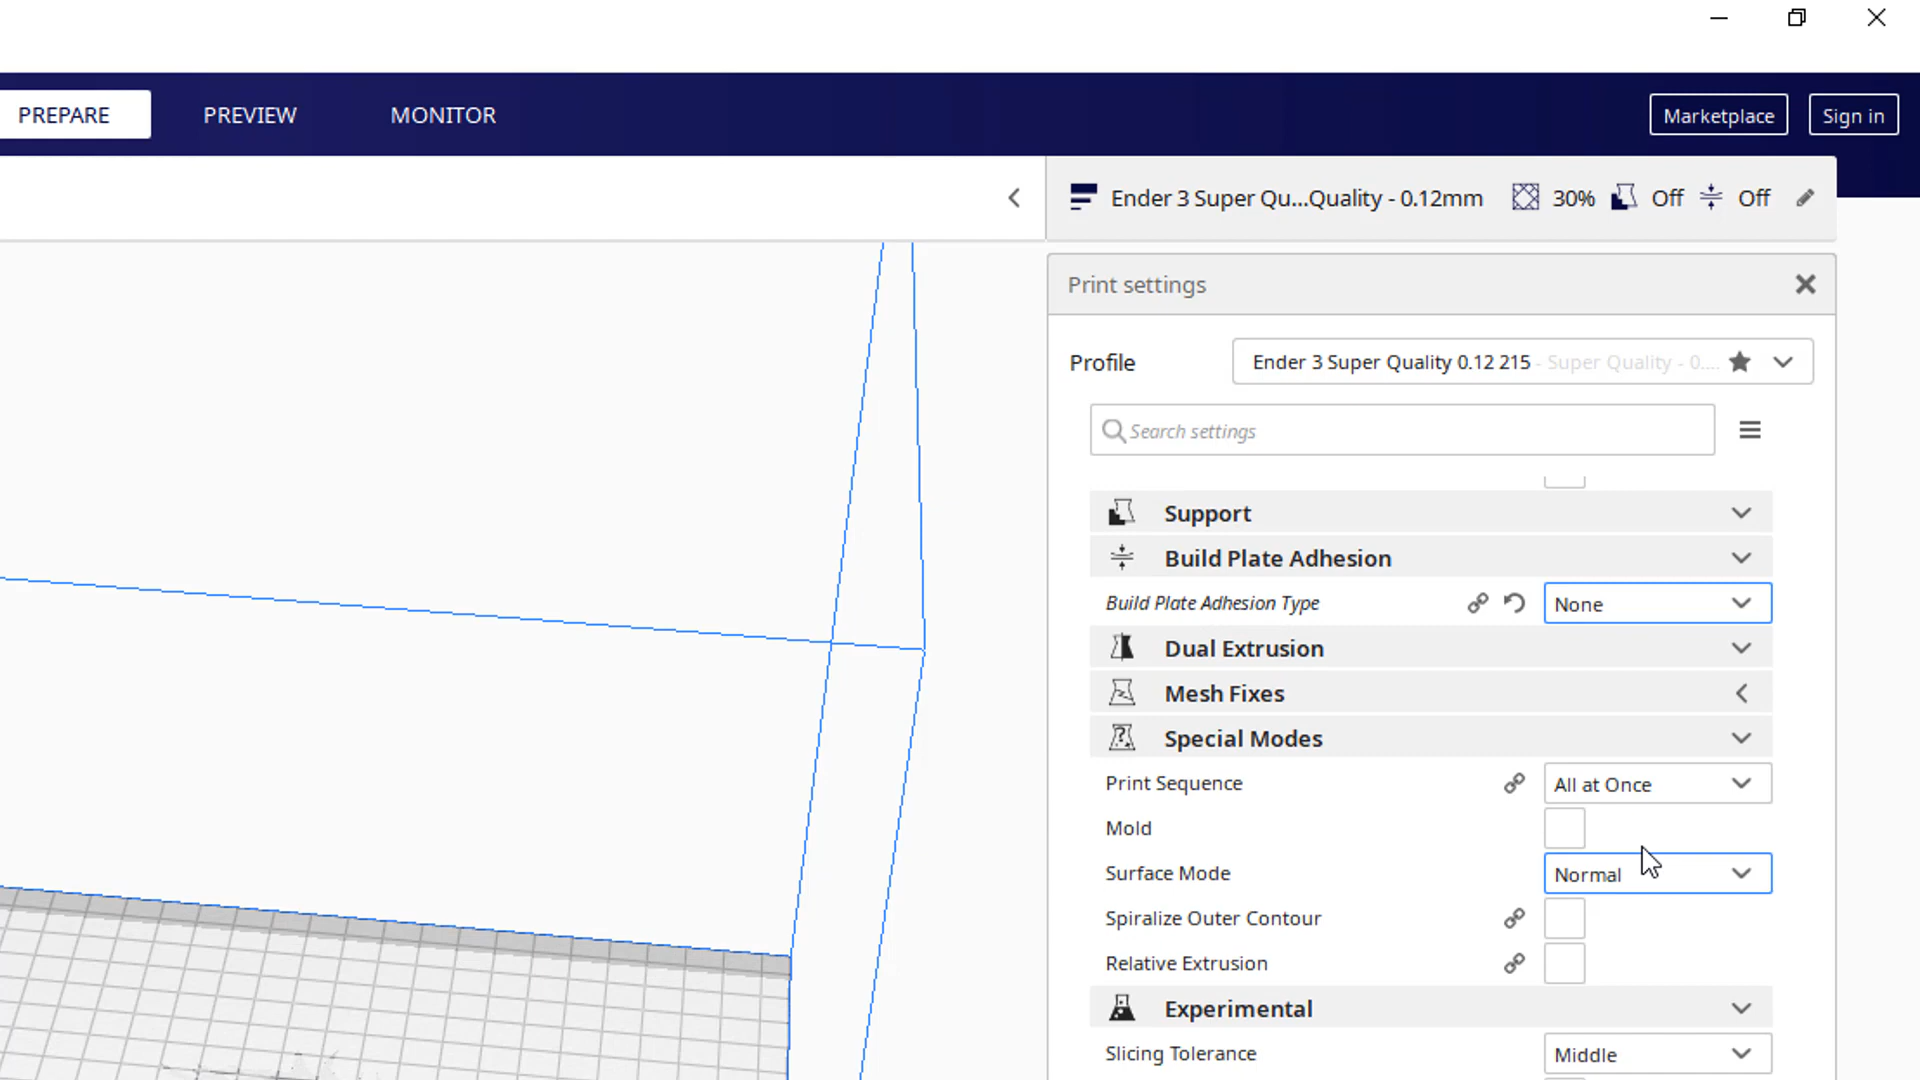 PREPARE PREVIEW MONITOR Marketplace Sign in
Ender 3 Super Qu...Quality - 0.12mm 30% Off Off
Print settings
Profile Ender 3 Super Quality 0.12 215 - Super Quality - 0....
Search settings
Support
Build Plate Adhesion
Build Plate Adhesion Type None
Dual Extrusion
Mesh Fixes
Special Modes
Print Sequence All at Once
Mold
Surface Mode Normal
Spiralize Outer Contour
Relative Extrusion
Experimental
Slicing Tolerance Middle